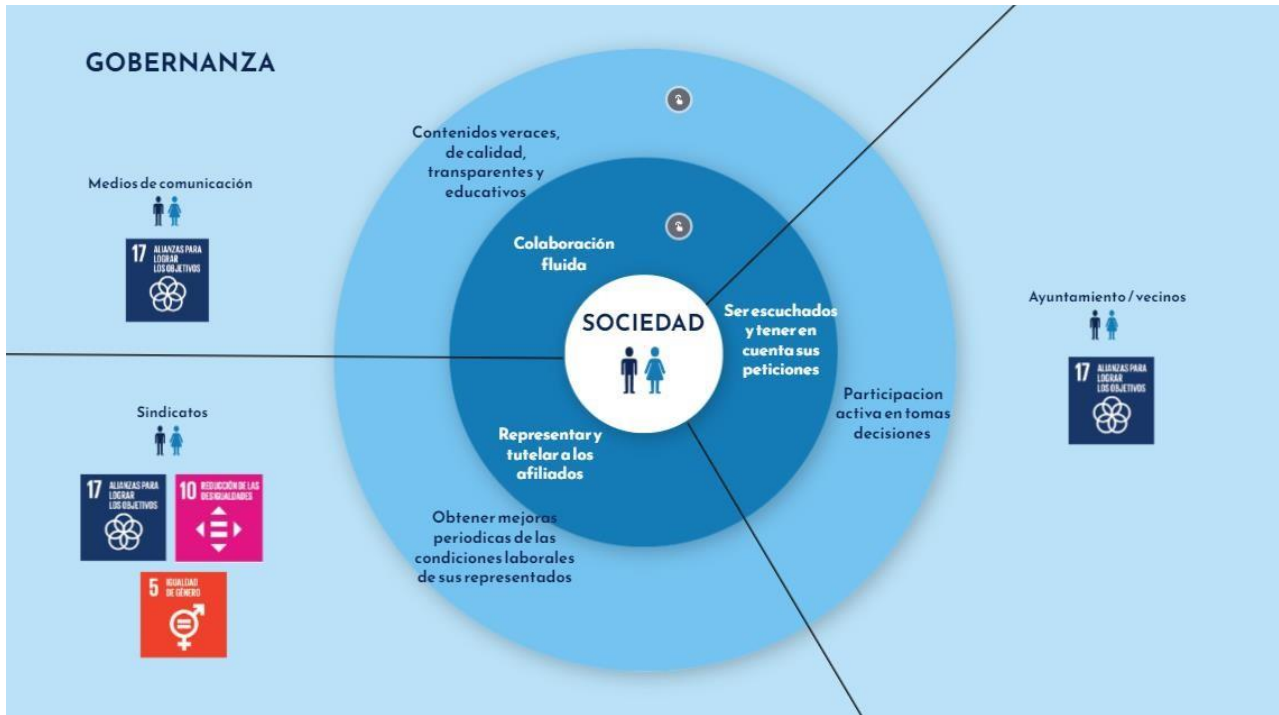 GOBERNANZA
Medios de comunicación
17 ALIANZAS PARA
LOGRAR
LOS OBJETIVOS
Contenidos veraces,
de calidad,
transparentes y
educativos
Colaboración
fluida
SOCIEDAD
Ser escuchados
y tener en
cuenta sus
peticiones
Participacion
activa en tomas
decisiones
Ayuntamiento / vecinos
17 ALIANZAS PARA
LOGRAR
LOS OBJETIVOS
Sindicatos
17 ALIANZAS PARA
LOGRAR
LOS OBJETIVOS
10 REDUCCIÓN DE LAS
DESIGUALDADES
5 IGUALDAD
DE GÉNERO
Representar y
tutelar a los
afiliados
Obtener mejoras
periodicas de las
condiciones laborales
de sus representados